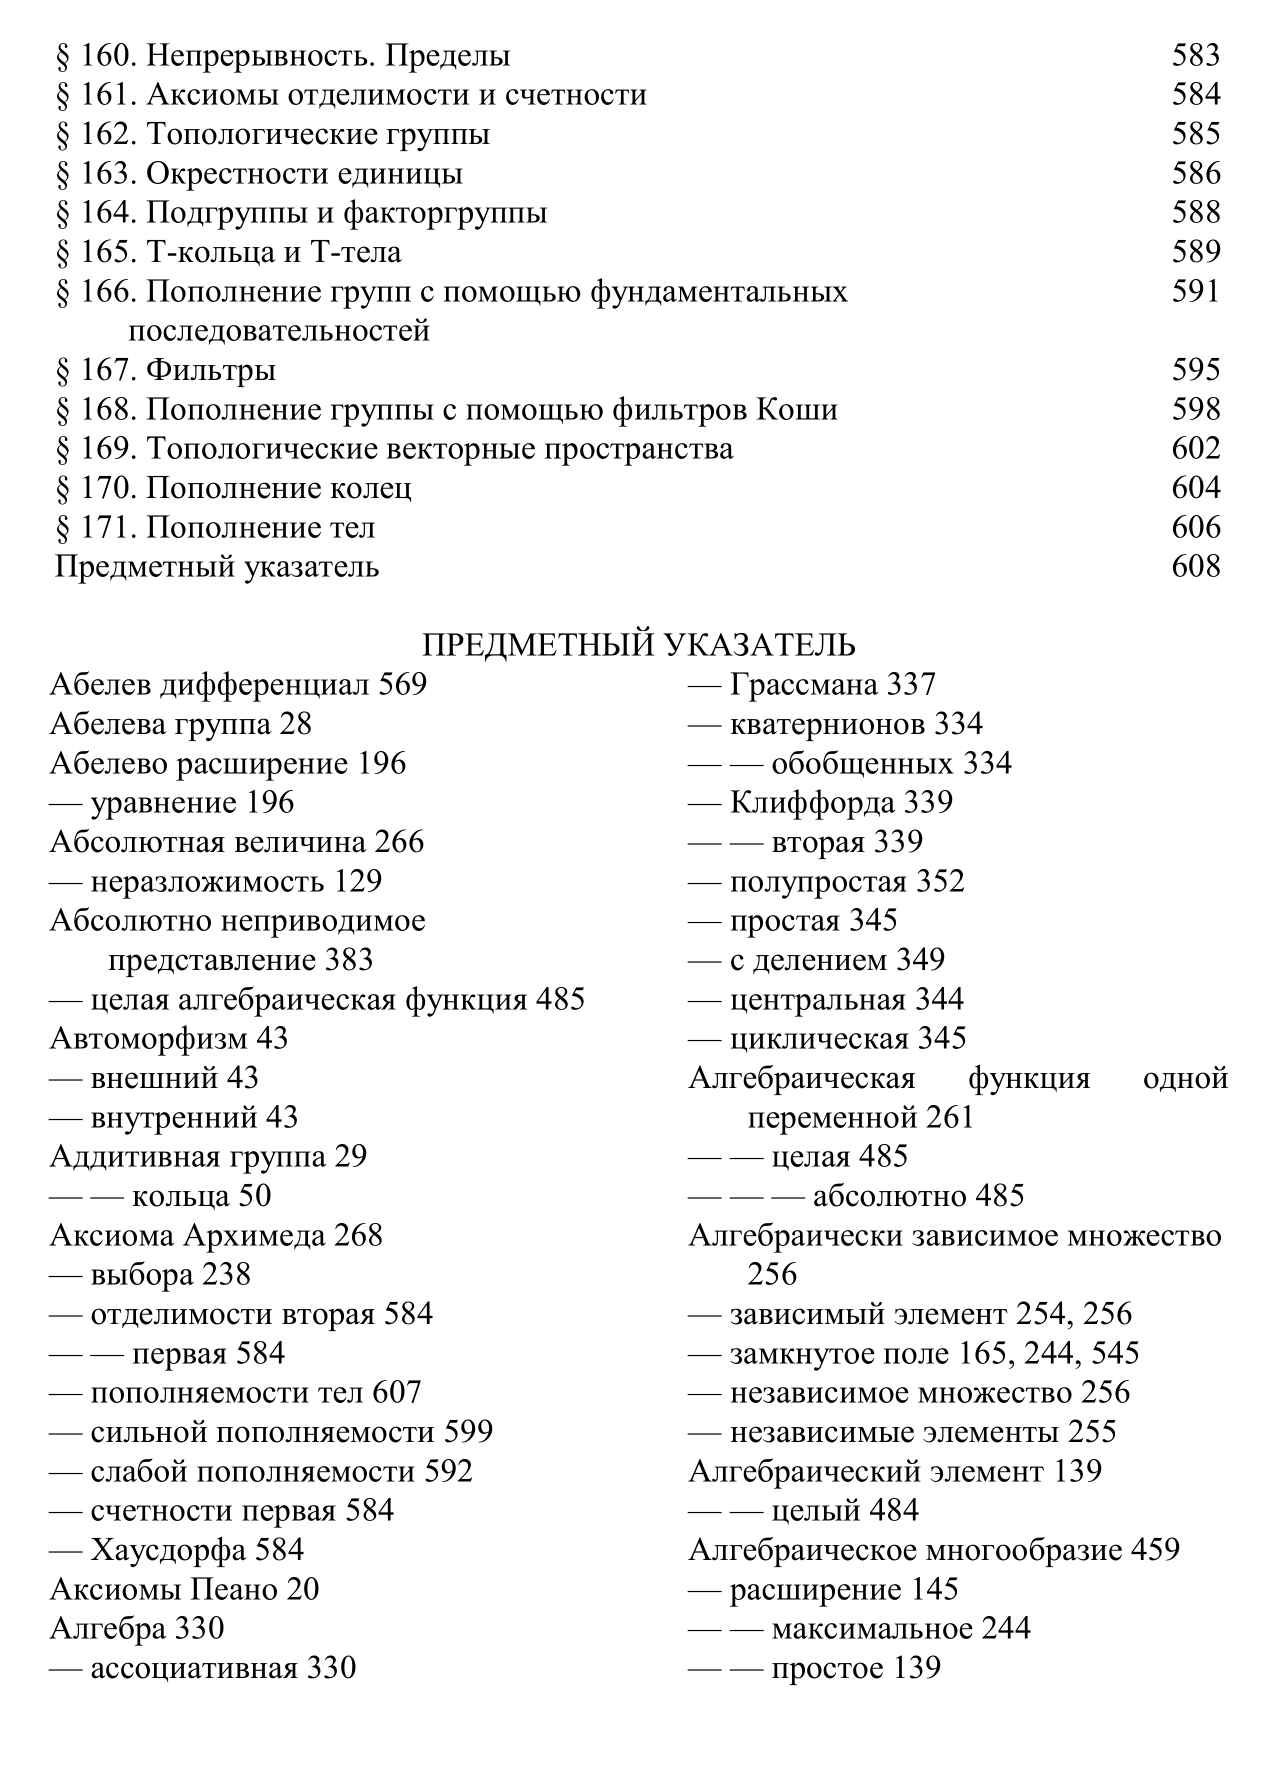 § 160. Непрерывность. Пределы 583
§ 161. Аксиомы отделимости и счетности 584
§ 162. Топологические группы 585
§ 163. Окрестности единицы 586
§ 164. Подгруппы и факторгруппы 588
§ 165. Т-кольца и Т-тела 589
§ 166. Пополнение групп с помощью фундаментальных 591
последовательностей
§ 167. Фильтры 595
§ 168. Пополнение группы с помощью фильтров Коши 598
§ 169. Топологические векторные пространства 602
§ 170. Пополнение колец 604
§ 171. Пополнение тел 606
Предметный указатель 608
ПРЕДМЕТНЫЙ УКАЗАТЕЛЬ
Абелев дифференциал 569
Абелева группа 28
Абелево расширение 196
— уравнение 196
Абсолютная величина 266
— неразложимость 129
Абсолютно неприводимое
представление 383
— целая алгебраическая функция 485
Автоморфизм 43
— внешний 43
— внутренний 43
Аддитивная группа 29
— — кольца 50
Аксиома Архимеда 268
— выбора 238
— отделимости вторая 584
— — первая 584
— пополняемости тел 607
— сильной пополняемости 599
— слабой пополняемости 592
— счетности первая 584
— Хаусдорфа 584
Аксиомы Пеано 20
Алгебра 330
— ассоциативная 330
— Грассмана 337
— кватернионов 334
— — обобщенных 334
— Клиффорда 339
— — вторая 339
— полупростая 352
— простая 345
— с делением 349
— центральная 344
— циклическая 345
Алгебраическая функция одной
переменной 261
— — целая 485
— — — абсолютно 485
Алгебраически зависимое множество
256
— зависимый элемент 254, 256
— замкнутое поле 165, 244, 545
— независимое множество 256
— независимые элементы 255
Алгебраический элемент 139
— — целый 484
Алгебраическое многообразие 459
— расширение 145
— — максимальное 244
— — простое 139